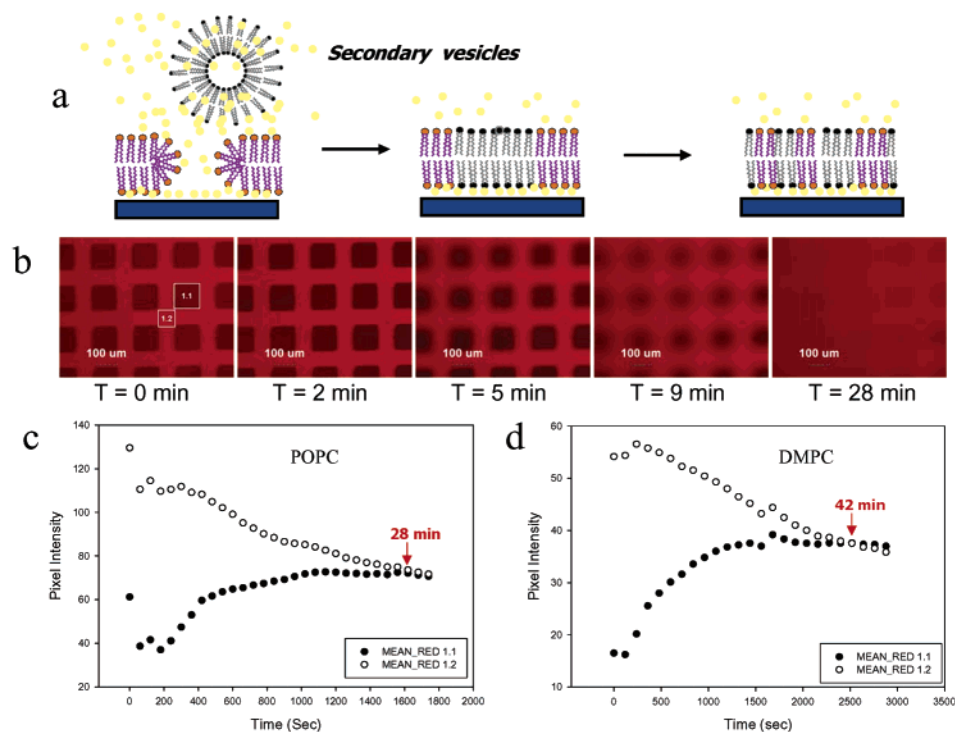 Secondary vesicles
a
b
1.1
1.2
100 um
100 um
100 um
100 um
100 um
T = 0 min
T = 2 min
T = 5 min
T = 9 min
T = 28 min
c
POPC
140
120
100
80
60
40
20
0
200
400
600
800
1000
1200
1400
1600
1800
2000
28 min
MEAN_RED 1.1
MEAN_RED 1.2
Pixel Intensity
Time (Sec)
d
DMPC
60
50
40
30
20
10
0
500
1000
1500
2000
2500
3000
3500
42 min
MEAN_RED 1.1
MEAN_RED 1.2
Pixel Intensity
Time (sec)